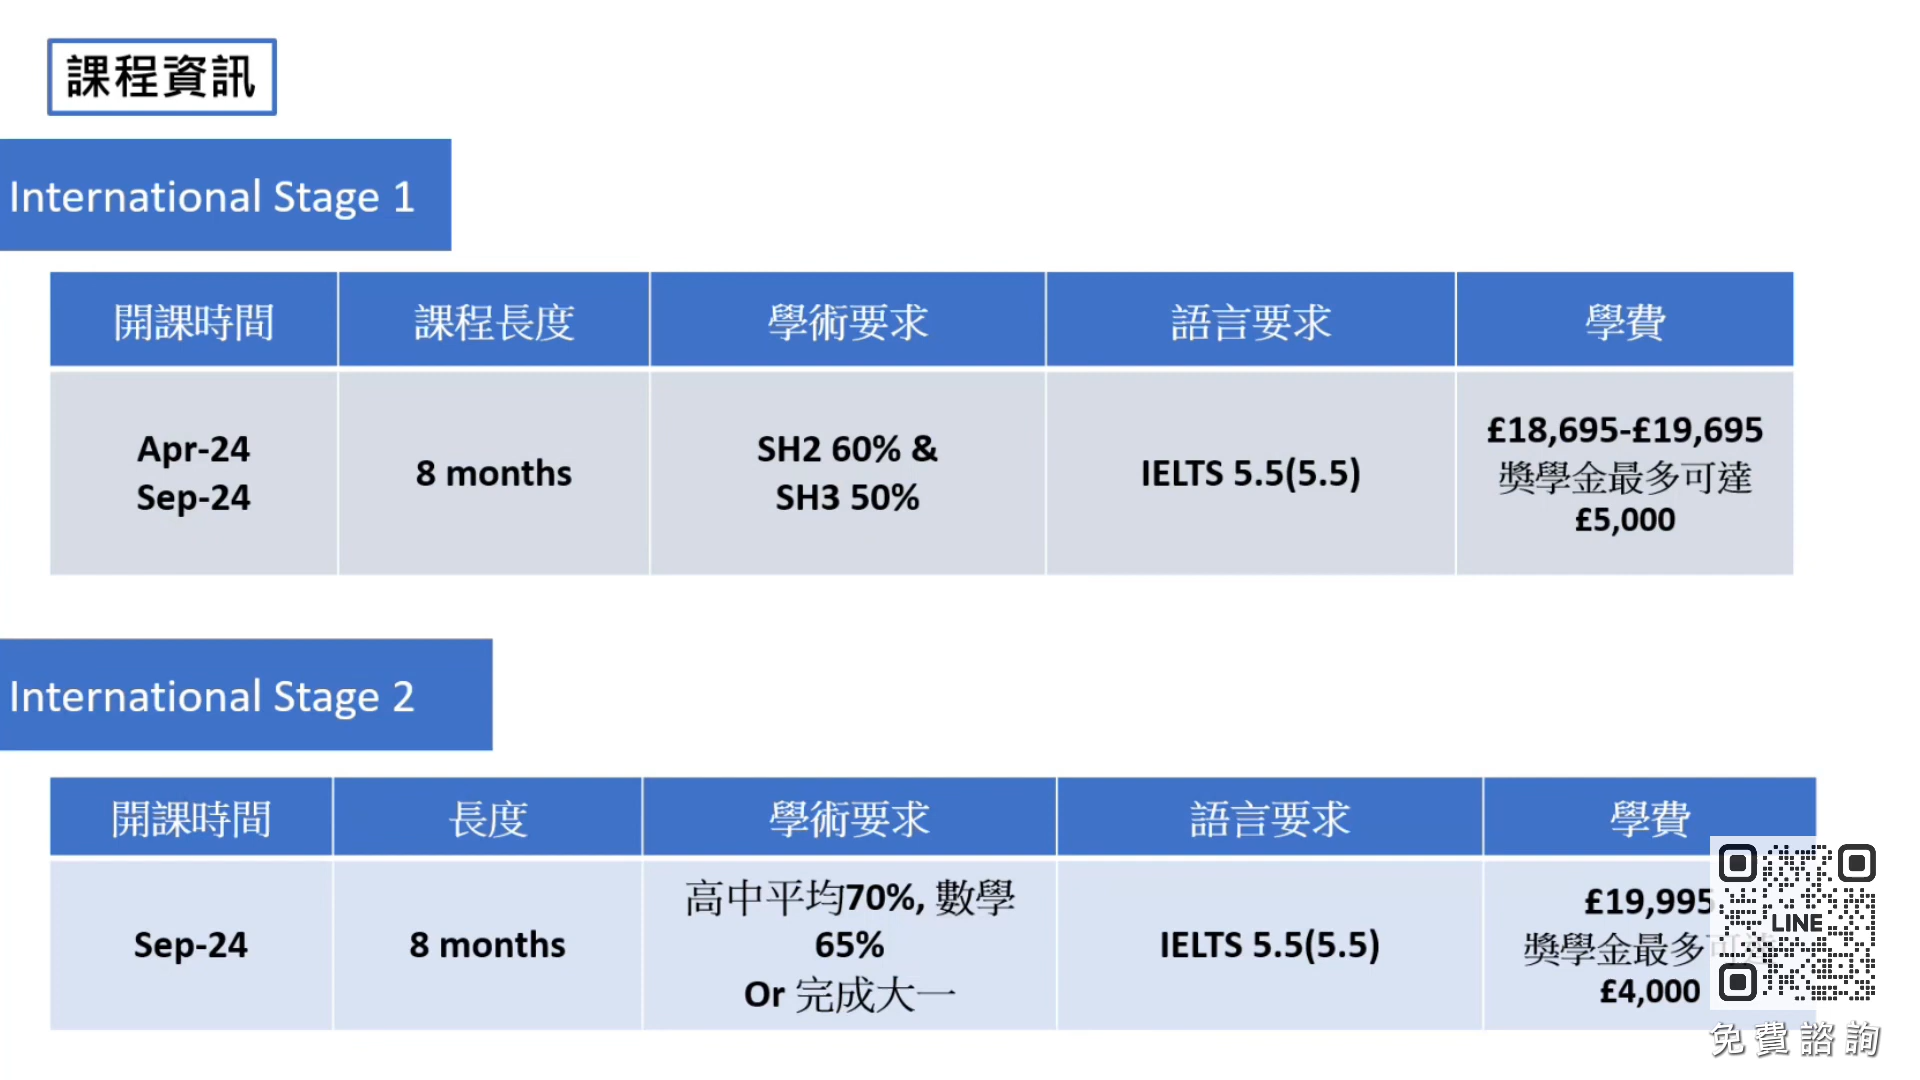 課程資訊
International Stage 1
開課時間 課程長度 學術要求 語言要求 學費
Apr-24
Sep-24
8 months
SH2 60% &
SH3 50%
IELTS 5.5(5.5)
£18,695-£19,695
獎學金最多可達
£5,000
International Stage 2
開課時間 長度 學術要求 語言要求 學費
Sep-24
8 months
高中平均70%, 數學
65%
Or 完成大一
IELTS 5.5(5.5)
£19,995
獎學金最多可達
£4,000
LINE
免費諮詢